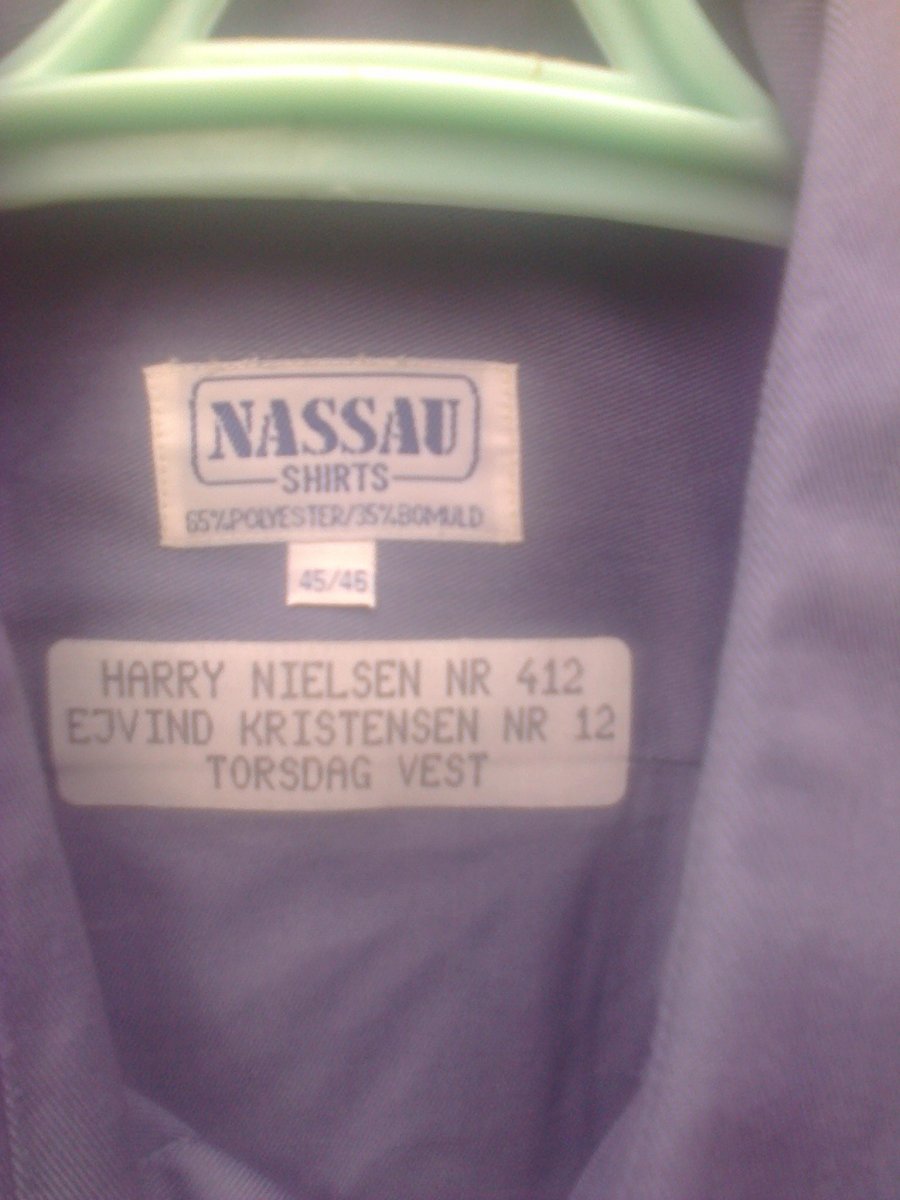 NASSAU
SHIRTS
65%POLYESTER/35%BOMULD
45/46
HARRY NIELSEN NR 412
EJVIND KRISTENSEN NR 12
TORSDAG VEST